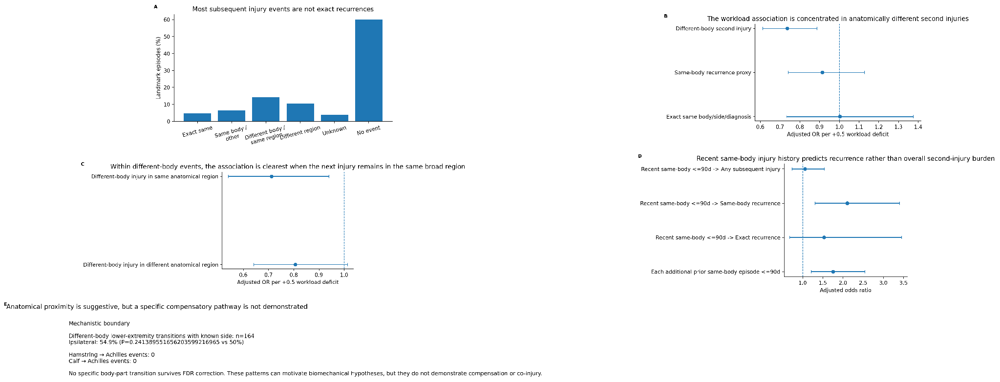 A
Most subsequent injury events are not exact recurrences
Landmark episodes (%)
60
50
40
30
20
10
0
Exact same
Same body /
other
Different body /
same region
Different region
Unknown
No event
B
The workload association is concentrated in anatomically different second injuries
Different-body second injury
Same-body recurrence proxy
Exact same body/side/diagnosis
0.6 0.7 0.8 0.9 1.0 1.1 1.2 1.3 1.4
Adjusted OR per +0.5 workload deficit
C
Within different-body events, the association is clearest when the next injury remains in the same broad region
Different-body injury in same anatomical region
Different-body injury in different anatomical region
0.6 0.7 0.8 0.9 1.0
Adjusted OR per +0.5 workload deficit
D
Recent same-body injury history predicts recurrence rather than overall second-injury burden
Recent same-body <=90d -> Any subsequent injury
Recent same-body <=90d -> Same-body recurrence
Recent same-body <=90d -> Exact recurrence
Each additional prior same-body episode <=90d
1.0 1.5 2.0 2.5 3.0 3.5
Adjusted odds ratio
E
Anatomical proximity is suggestive, but a specific compensatory pathway is not demonstrated
Mechanistic boundary
Different-body lower-extremity transitions with known side: n=164
Ipsilateral: 54.9% (P=0.241389551656203599216965 vs 50%)
Hamstring → Achilles events: 0
Calf → Achilles events: 0
No specific body-part transition survives FDR correction. These patterns can motivate biomechanical hypotheses, but they do not demonstrate compensation or co-injury.